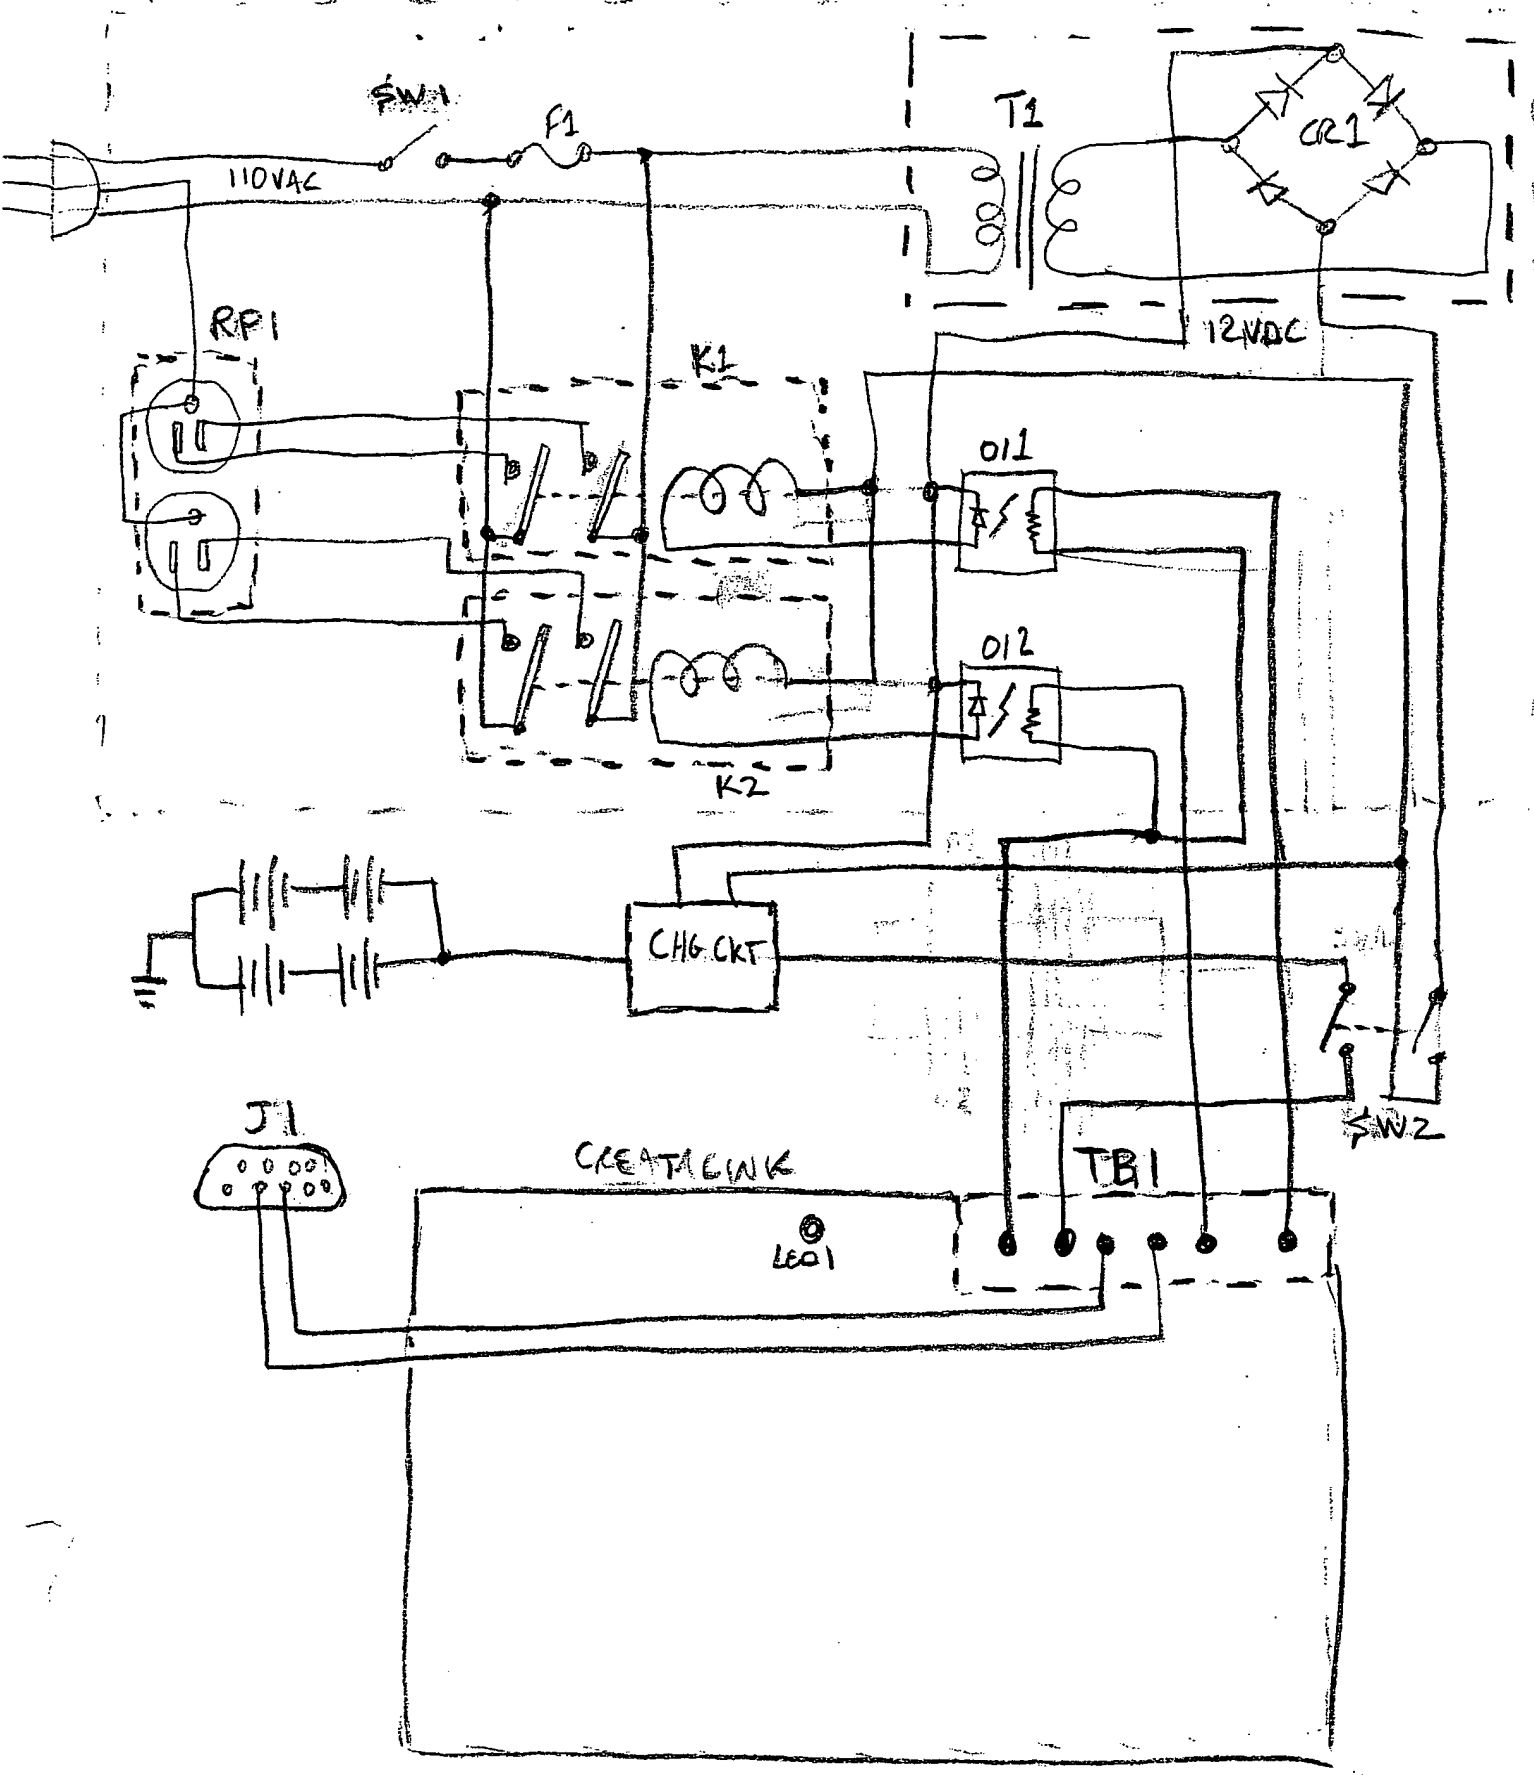 SW1
F1
T1
CR1
110VAC
RP1
12VDC
K1
OI1
OI2
K2
CHG CKT
J1
SW2
TB1
LED1